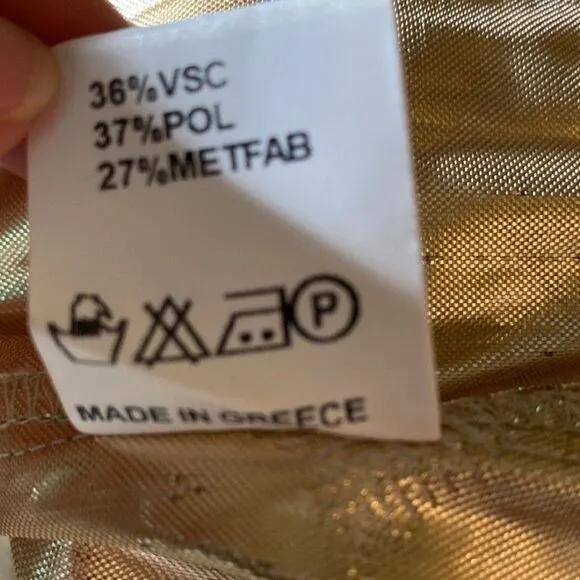 36%VSC
37%POL
27%METFAB
P
MADE IN GREECE